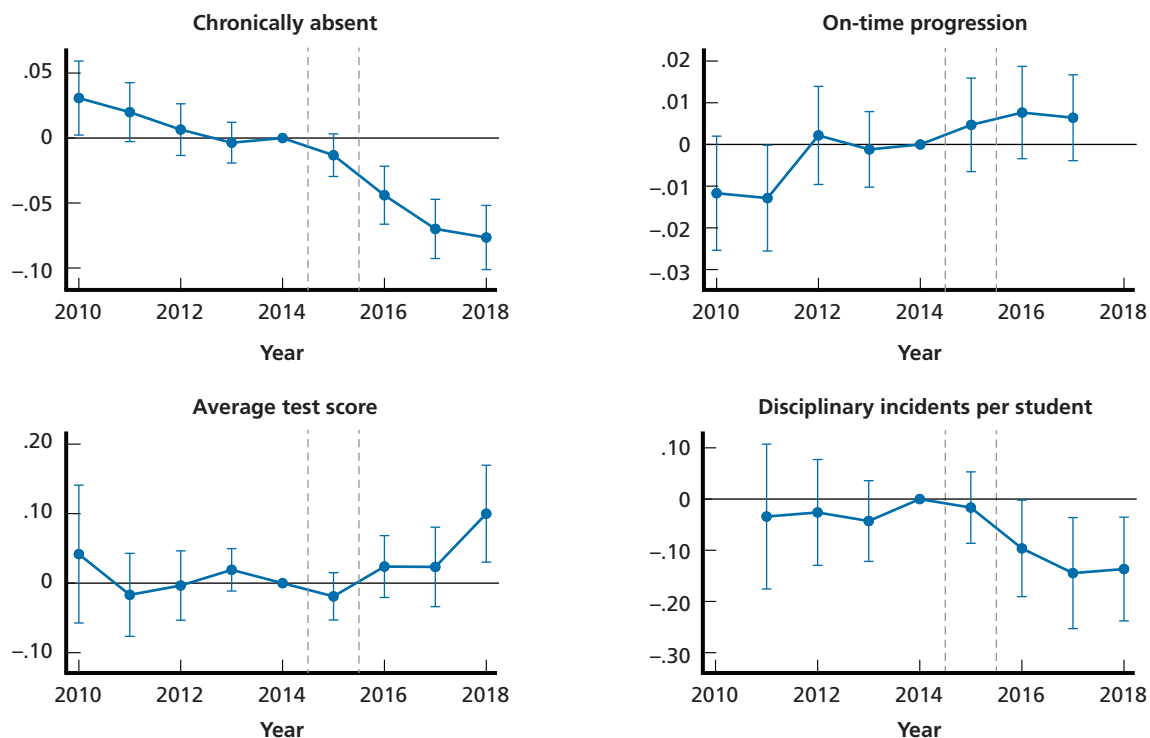 Chronically absent
.05
0
−.05
−.10
2010 2012 2014 2016 2018
Year
On-time progression
.02
.01
0
−.01
−.02
−.03
2010 2012 2014 2016 2018
Year
Average test score
.20
.10
0
−.10
2010 2012 2014 2016 2018
Year
Disciplinary incidents per student
.10
0
−.10
−.20
−.30
2010 2012 2014 2016 2018
Year